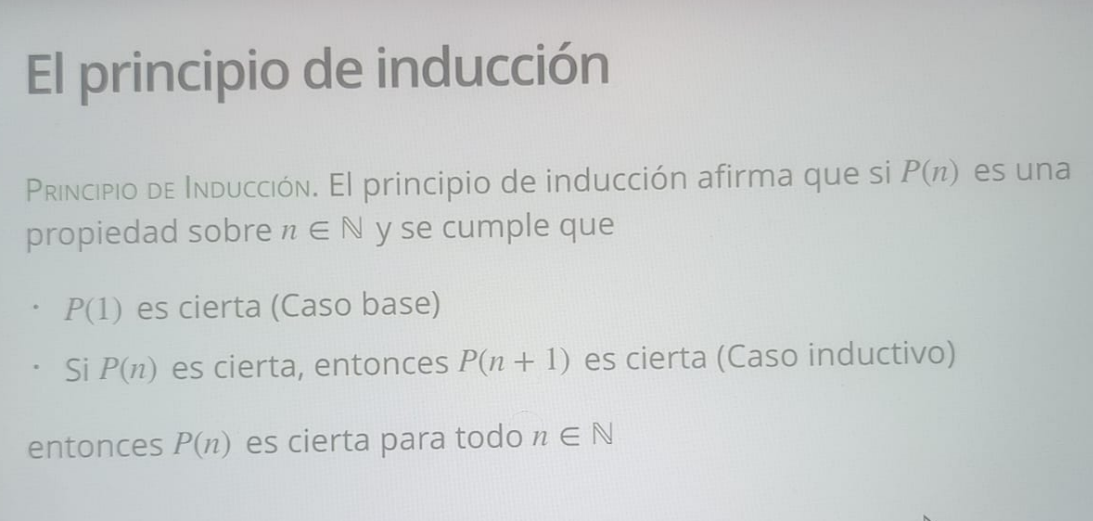 El principio de inducción
PRINCIPIO DE INDUCCIÓN. El principio de inducción afirma que si P(n) es una
propiedad sobre n ∈ ℕ y se cumple que
· P(1) es cierta (Caso base)
· Si P(n) es cierta, entonces P(n + 1) es cierta (Caso inductivo)
entonces P(n) es cierta para todo n ∈ ℕ